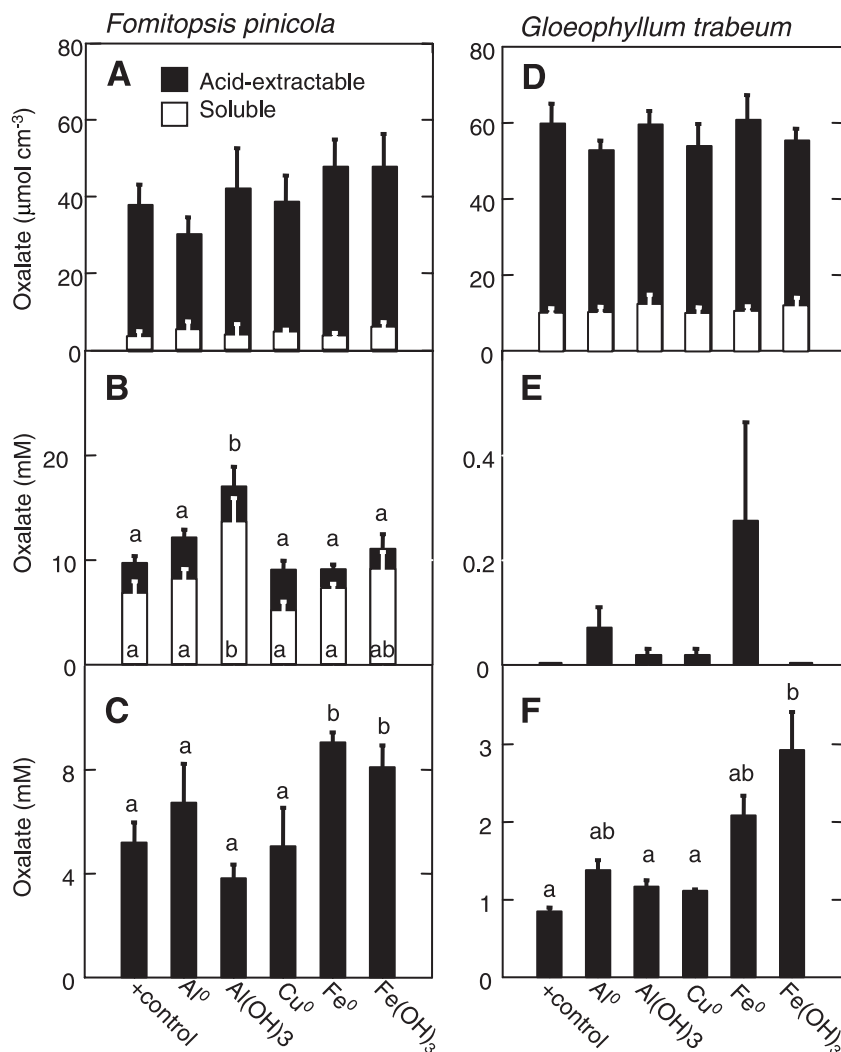 Fomitopsis pinicola
Gloeophyllum trabeum
A
Acid-extractable
Soluble
Oxalate (µmol cm⁻³)
80
60
40
20
0
B
Oxalate (mM)
20
10
0
a a b a a a
a a b a a ab
C
Oxalate (mM)
8
4
0
a a a a b b
+control Al⁰ Al(OH)3 Cu⁰ Fe⁰ Fe(OH)₃
D
80
60
40
20
0
E
0.4
0.2
0
F
3
2
1
0
a ab a a ab b
+control Al⁰ Al(OH)3 Cu⁰ Fe⁰ Fe(OH)₃